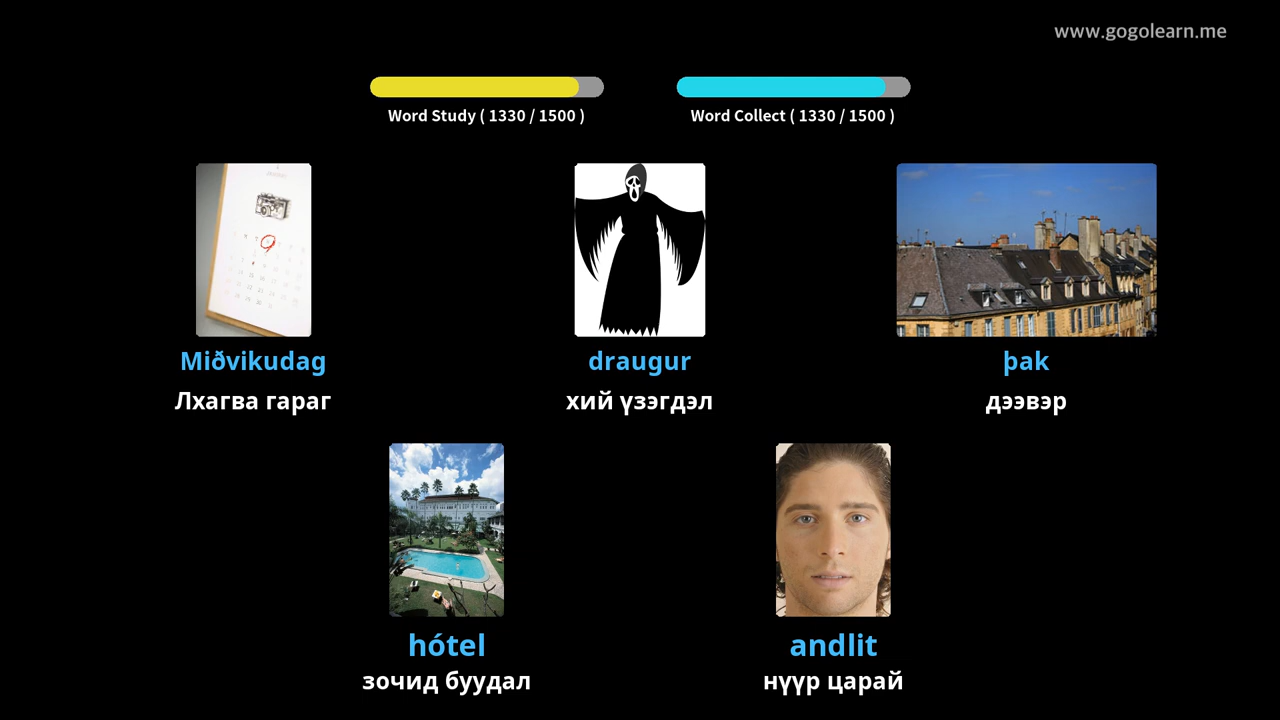 www.gogolearn.me
Word Study ( 1330 / 1500 )
Word Collect ( 1330 / 1500 )
Miðvikudag
draugur
þak
Лхагва гараг
хий үзэгдэл
дээвэр
hótel
andlit
зочид буудал
нүүр царай